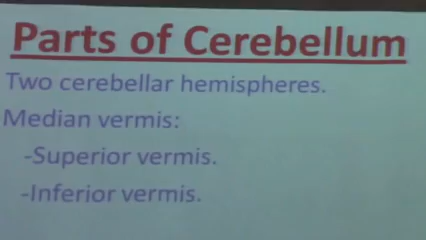 Parts of Cerebellum
Two cerebellar hemispheres.
Median vermis:
-Superior vermis.
-Inferior vermis.